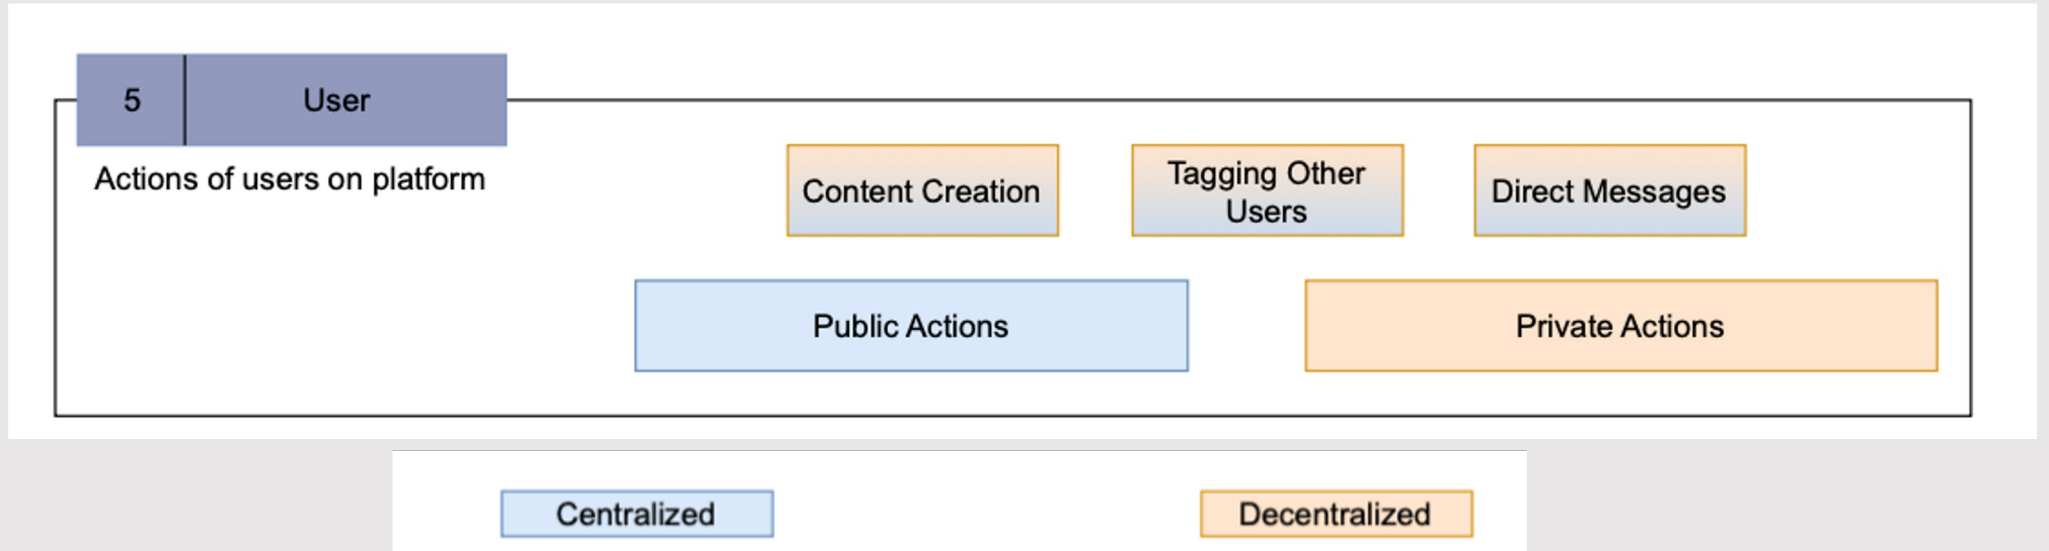 5 User
Actions of users on platform
Content Creation
Tagging Other
Users
Direct Messages
Public Actions
Private Actions
Centralized
Decentralized